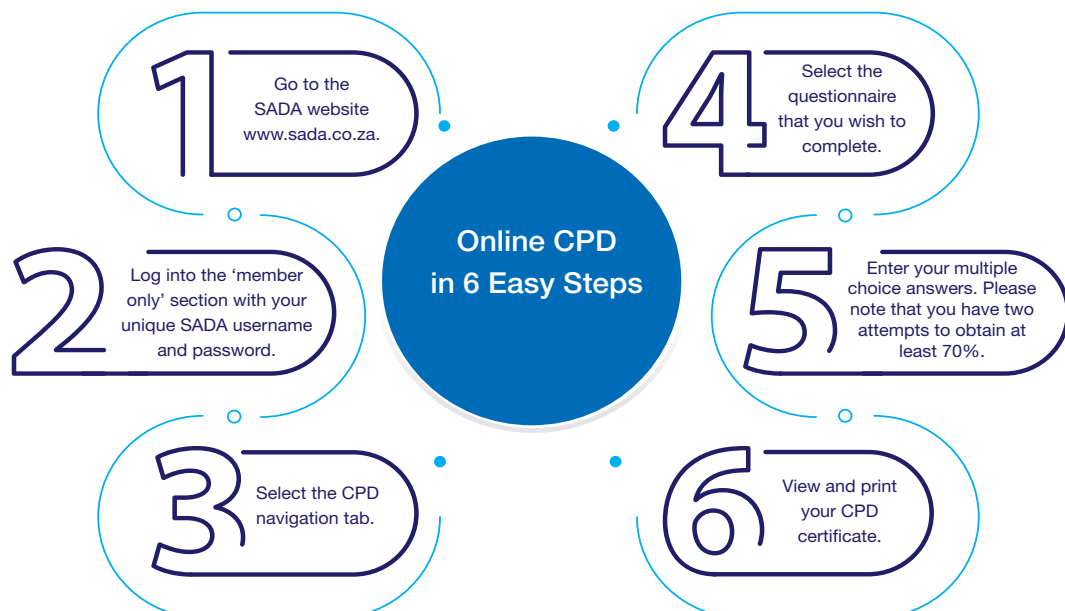 Online CPD
in 6 Easy Steps
1
Go to the
SADA website
www.sada.co.za.
2
Log into the ‘member
only’ section with your
unique SADA username
and password.
3
Select the CPD
navigation tab.
4
Select the
questionnaire
that you wish to
complete.
5
Enter your multiple
choice answers. Please
note that you have two
attempts to obtain at
least 70%.
6
View and print
your CPD
certificate.